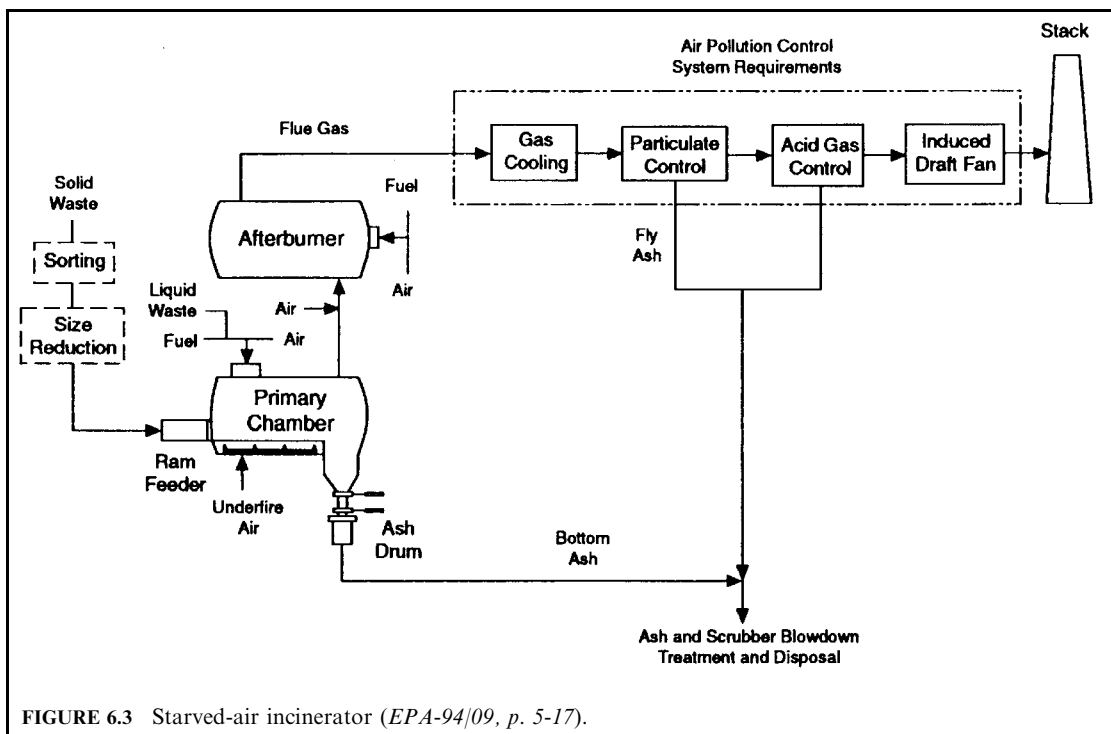 Stack
Air Pollution Control
System Requirements
Flue Gas
Gas
Cooling
Particulate
Control
Acid Gas
Control
Induced
Draft Fan
Solid
Waste
Sorting
Size
Reduction
Afterburner
Fuel
Air
Fly
Ash
Liquid
Waste
Fuel
Air
Air
Primary
Chamber
Ram
Feeder
Underfire
Air
Ash
Drum
Bottom
Ash
Ash and Scrubber Blowdown
Treatment and Disposal
FIGURE 6.3 Starved-air incinerator (EPA-94/09, p. 5-17).